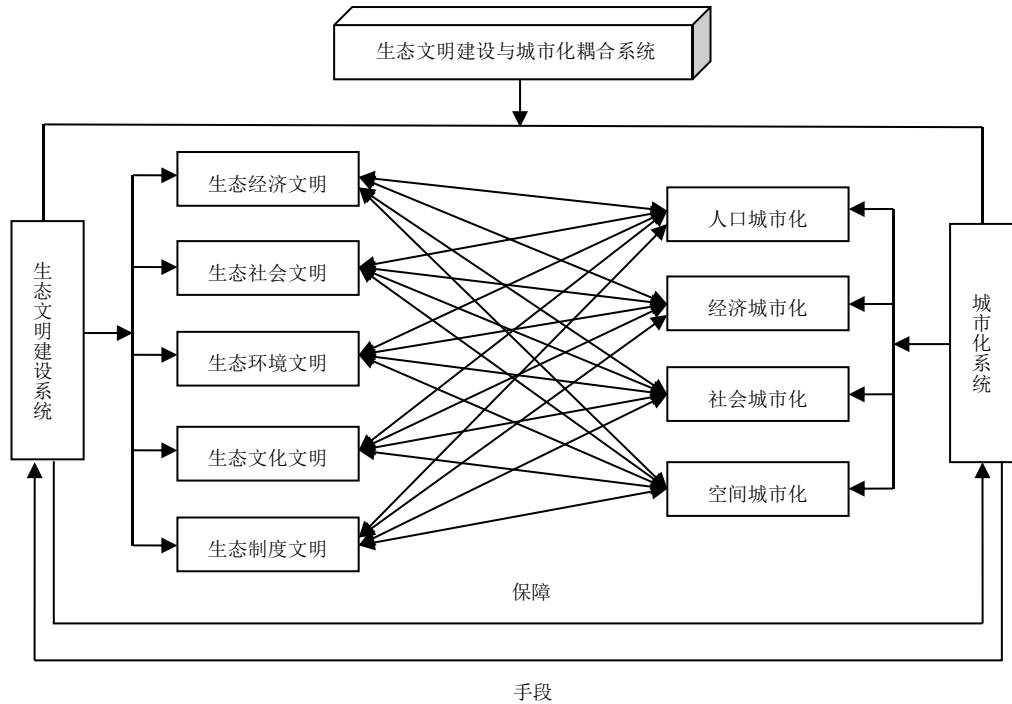 生态文明建设与城市化耦合系统
生态文明建设系统
生态经济文明
生态社会文明
生态环境文明
生态文化文明
生态制度文明
人口城市化
经济城市化
社会城市化
空间城市化
城市化系统
保障
手段